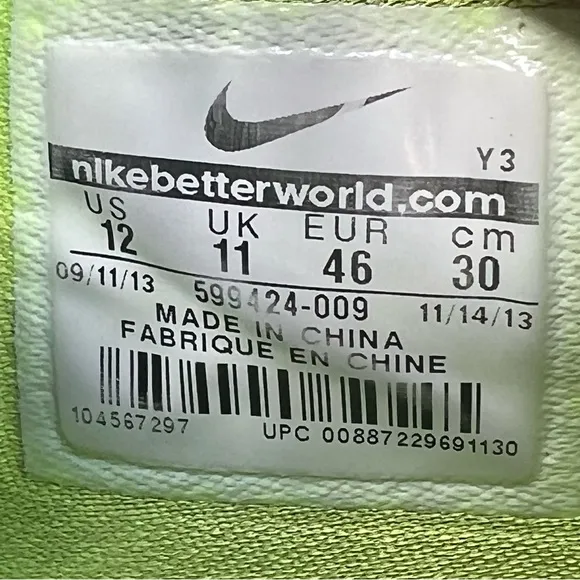 Y3
nikebetterworld.com
US UK EUR cm
12 11 46 30
09/11/13 599424-009 11/14/13
MADE IN CHINA
FABRIQUE EN CHINE
104567297 UPC 00887229691130